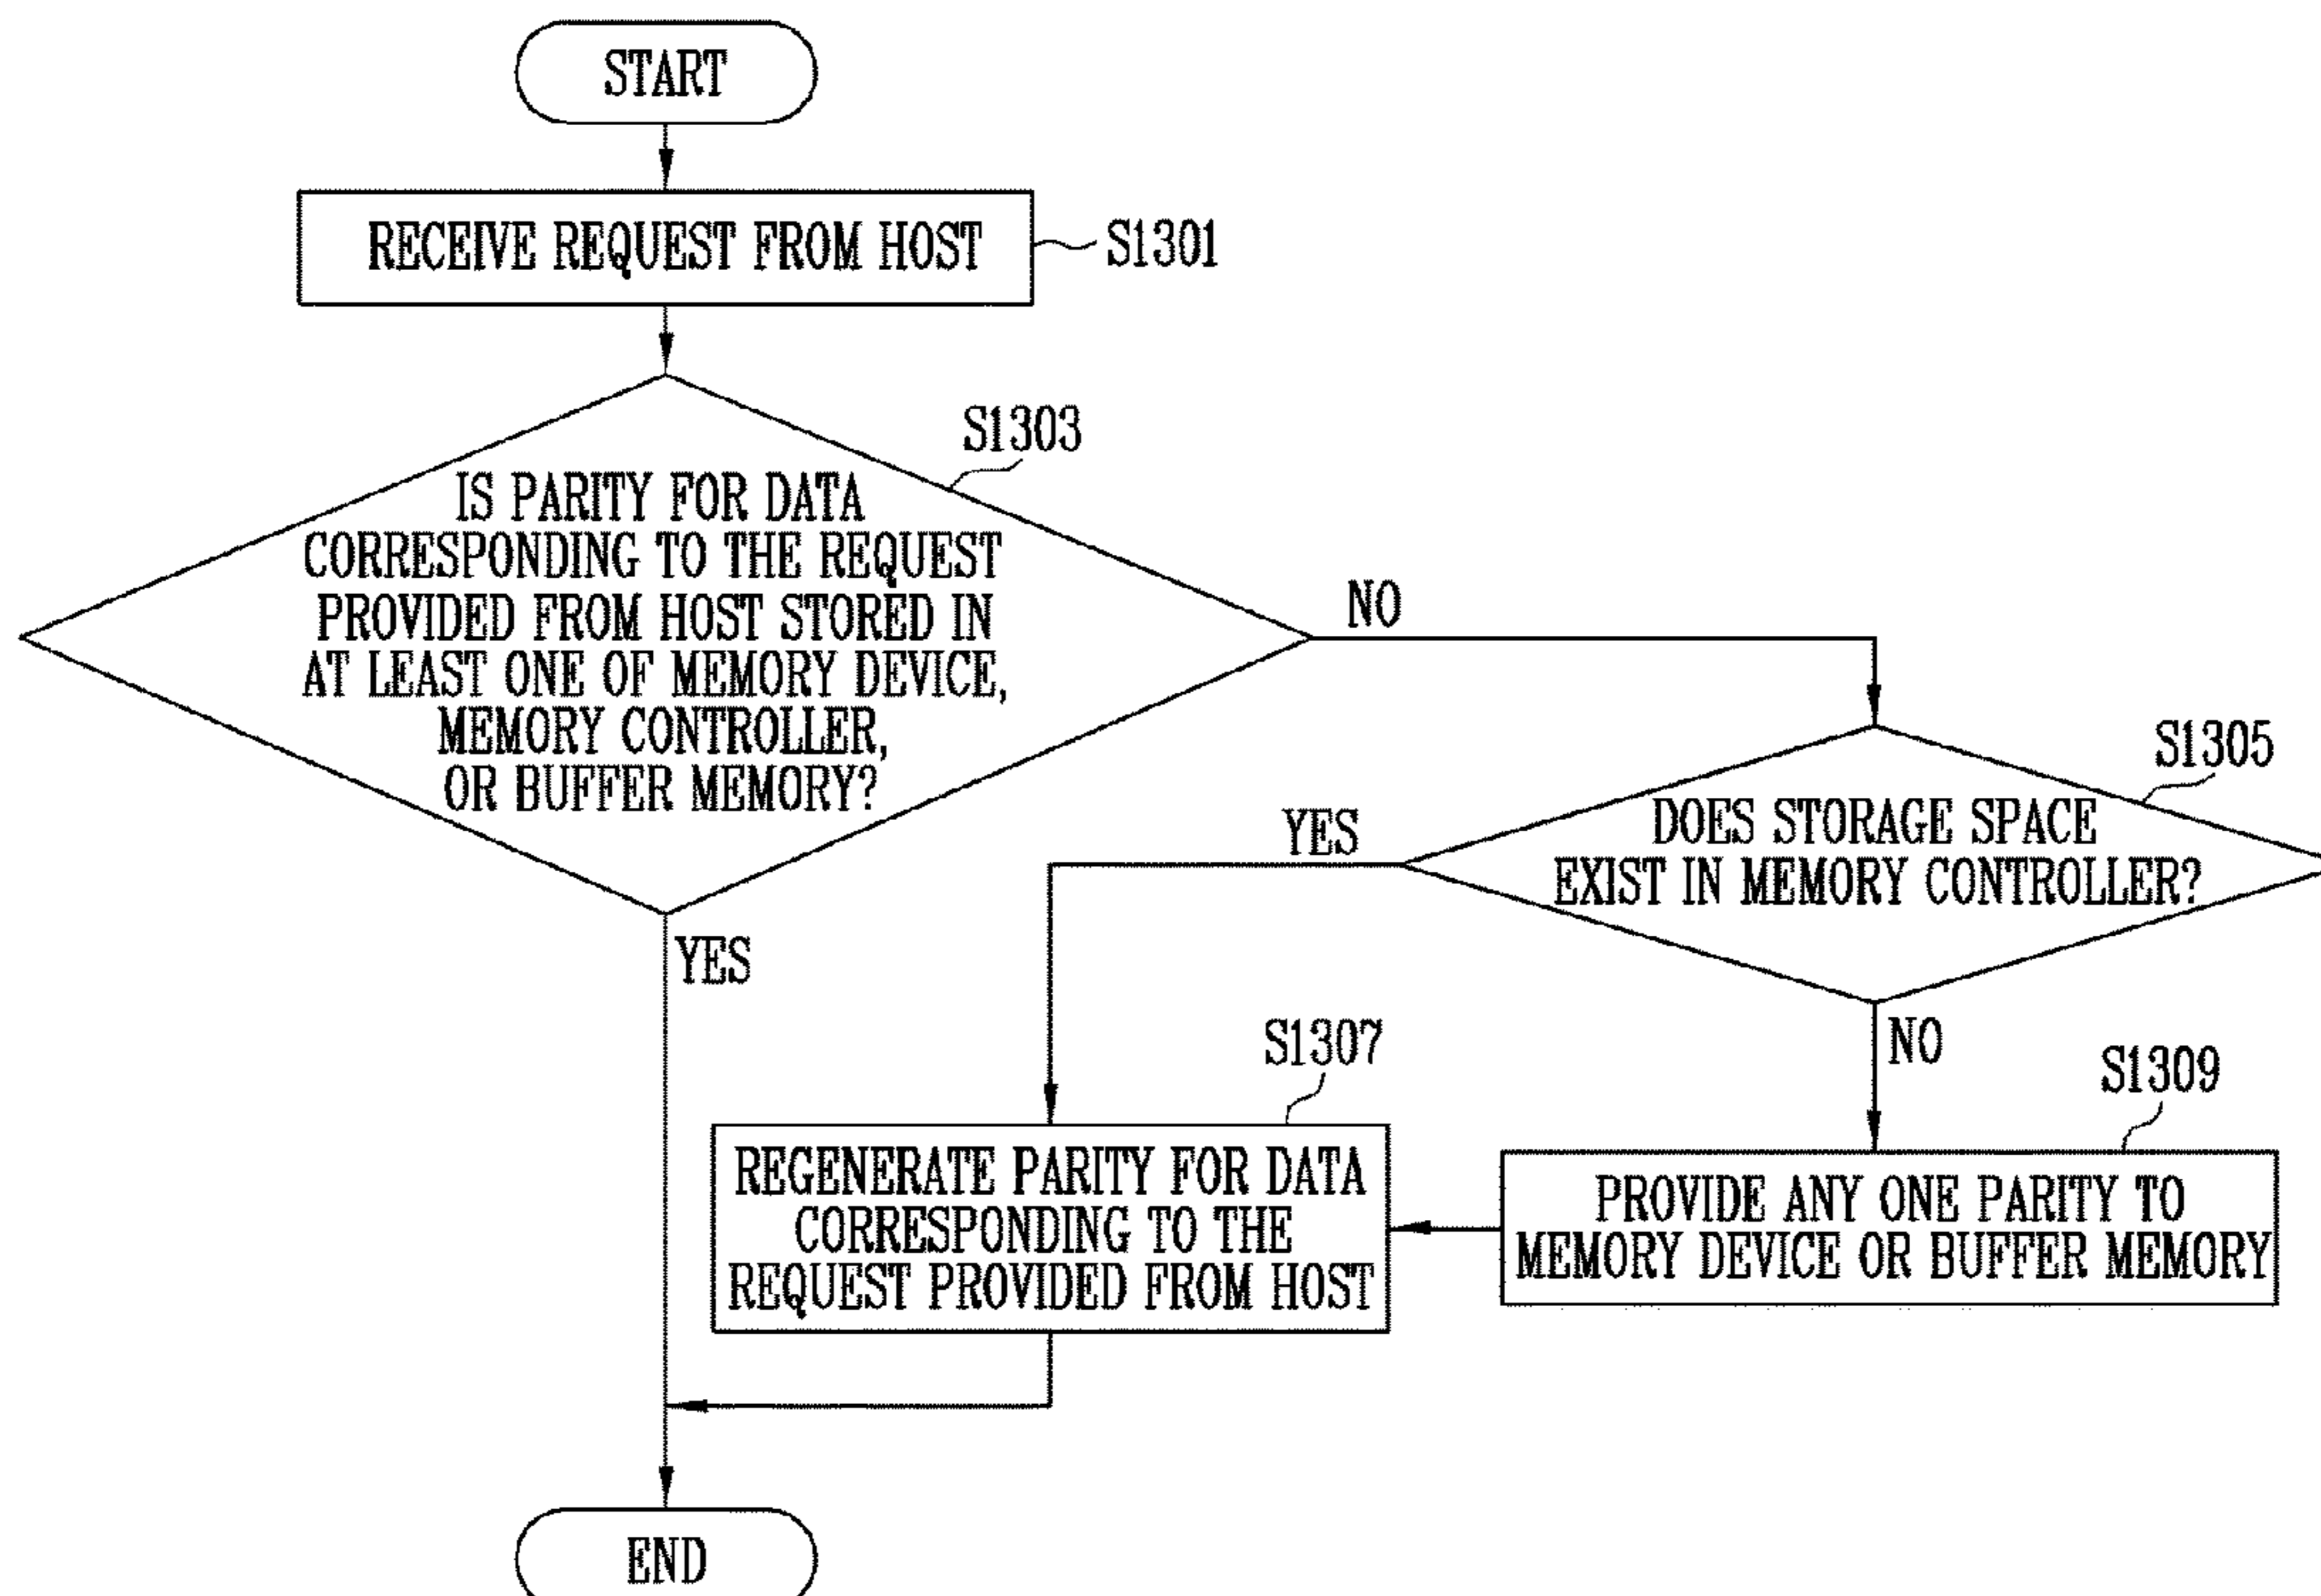 START
RECEIVE REQUEST FROM HOST
S1301
S1303
IS PARITY FOR DATA
CORRESPONDING TO THE REQUEST
PROVIDED FROM HOST STORED IN
AT LEAST ONE OF MEMORY DEVICE,
MEMORY CONTROLLER,
OR BUFFER MEMORY?
NO
YES
S1305
DOES STORAGE SPACE
EXIST IN MEMORY CONTROLLER?
YES
NO
S1307
REGENERATE PARITY FOR DATA
CORRESPONDING TO THE
REQUEST PROVIDED FROM HOST
S1309
PROVIDE ANY ONE PARITY TO
MEMORY DEVICE OR BUFFER MEMORY
END